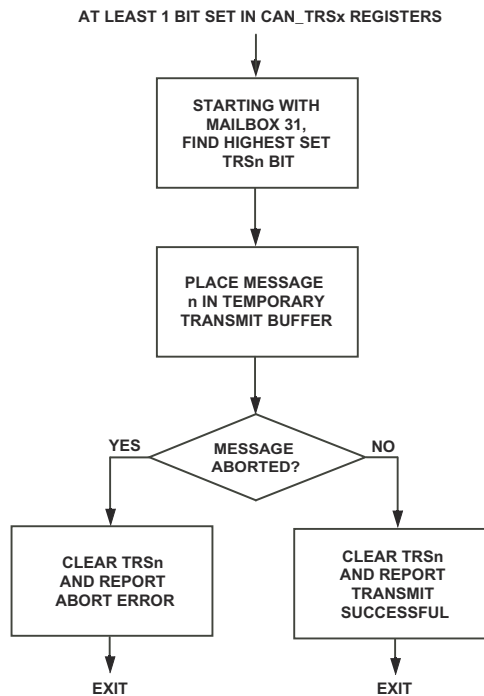 AT LEAST 1 BIT SET IN CAN_TRSx REGISTERS
STARTING WITH
MAILBOX 31,
FIND HIGHEST SET
TRSn BIT
PLACE MESSAGE
n IN TEMPORARY
TRANSMIT BUFFER
YES
MESSAGE
ABORTED?
NO
CLEAR TRSn
AND REPORT
ABORT ERROR
CLEAR TRSn
AND REPORT
TRANSMIT
SUCCESSFUL
EXIT
EXIT